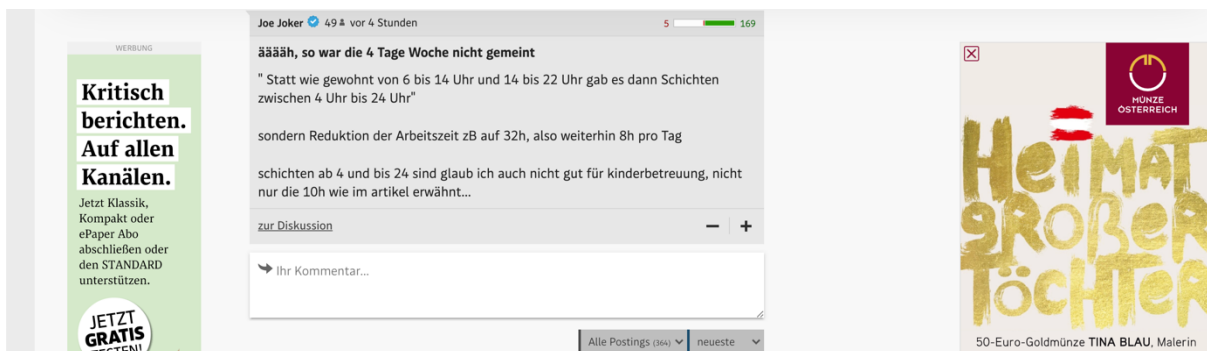 WERBUNG
Kritisch
berichten.
Auf allen
Kanälen.
Jetzt Klassik,
Kompakt oder
ePaper Abo
abschließen oder
den STANDARD
unterstützen.
JETZT
GRATIS
TESTEN!
Joe Joker 49 vor 4 Stunden
5 169
ääääh, so war die 4 Tage Woche nicht gemeint
" Statt wie gewohnt von 6 bis 14 Uhr und 14 bis 22 Uhr gab es dann Schichten
zwischen 4 Uhr bis 24 Uhr"
sondern Reduktion der Arbeitszeit zB auf 32h, also weiterhin 8h pro Tag
schichten ab 4 und bis 24 sind glaub ich auch nicht gut für kinderbetreuung, nicht
nur die 10h wie im artikel erwähnt...
zur Diskussion
− +
Ihr Kommentar...
Alle Postings (364) neueste
MÜNZE
ÖSTERREICH
HeiMAT
gROßeR
TöCHTeR
50-Euro-Goldmünze TINA BLAU, Malerin